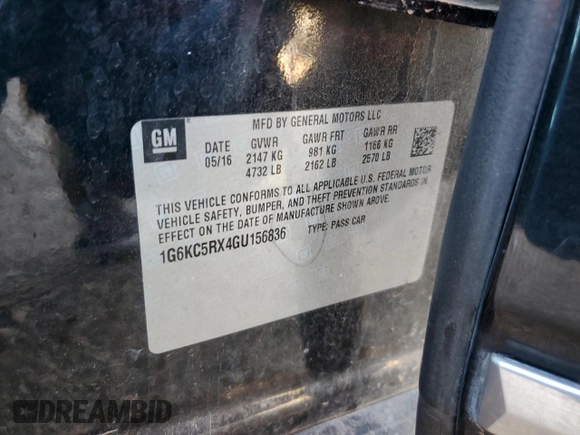 MFD BY GENERAL MOTORS LLC
GM
DATE GVWR GAWR FRT GAWR RR
05/16 2147 KG 981 KG 1166 KG
4732 LB 2162 LB 2570 LB
THIS VEHICLE CONFORMS TO ALL APPLICABLE U.S. FEDERAL MOTOR
VEHICLE SAFETY, BUMPER, AND THEFT PREVENTION STANDARDS IN
EFFECT ON THE DATE OF MANUFACTURE SHOWN ABOVE.
1G6KC5RX4GU156836 TYPE: PASS CAR
DREAMBID